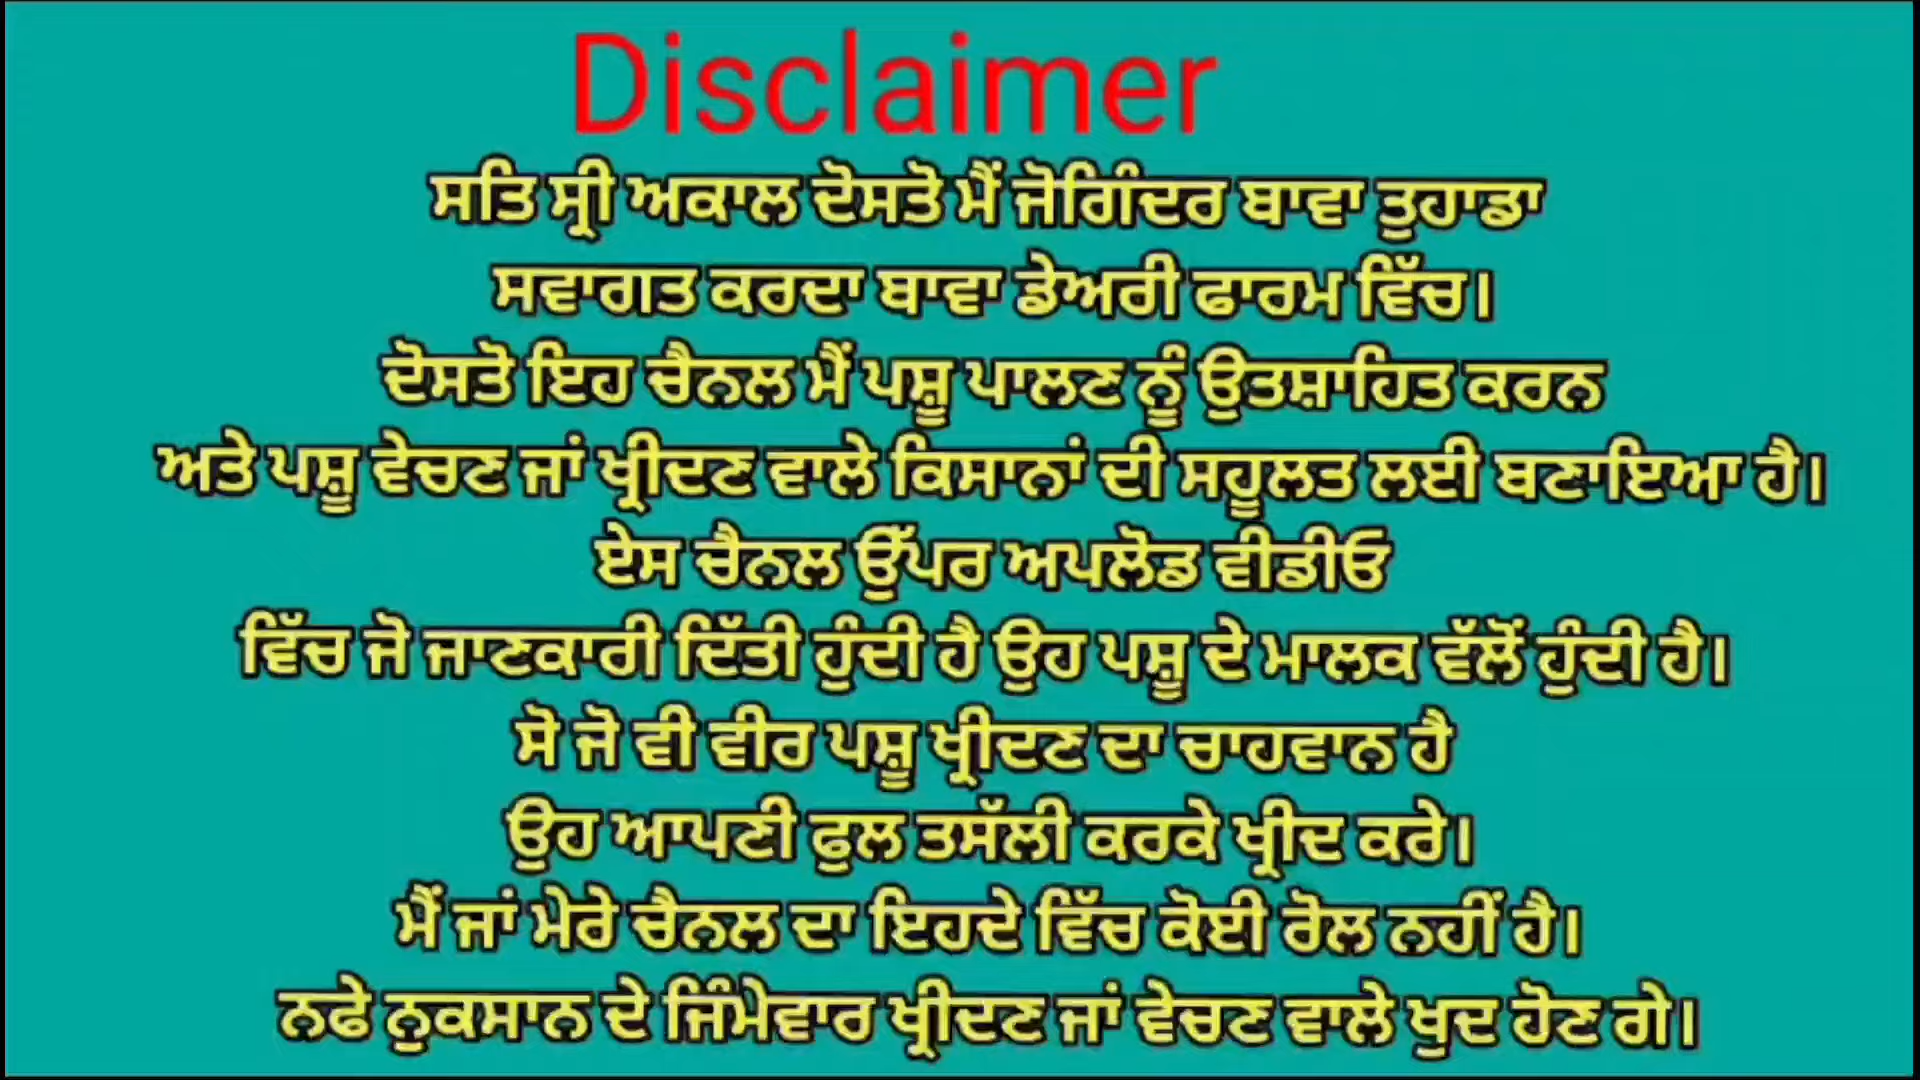 Disclaimer
ਸਤਿ ਸ੍ਰੀ ਅਕਾਲ ਦੋਸਤੋ ਮੈਂ ਜੋਗਿੰਦਰ ਬਾਵਾ ਤੁਹਾਡਾ
ਸਵਾਗਤ ਕਰਦਾ ਬਾਵਾ ਡੇਅਰੀ ਫਾਰਮ ਵਿੱਚ।
ਦੋਸਤੋ ਇਹ ਚੈਨਲ ਮੈਂ ਪਸ਼ੂ ਪਾਲਣ ਨੂੰ ਉਤਸ਼ਾਹਿਤ ਕਰਨ
ਅਤੇ ਪਸ਼ੂ ਵੇਚਣ ਜਾਂ ਖ੍ਰੀਦਣ ਵਾਲੇ ਕਿਸਾਨਾਂ ਦੀ ਸਹੂਲਤ ਲਈ ਬਣਾਇਆ ਹੈ।
ਏਸ ਚੈਨਲ ਉੱਪਰ ਅਪਲੋਡ ਵੀਡੀਓ
ਵਿੱਚ ਜੋ ਜਾਣਕਾਰੀ ਦਿੱਤੀ ਹੁੰਦੀ ਹੈ ਉਹ ਪਸ਼ੂ ਦੇ ਮਾਲਕ ਵੱਲੋਂ ਹੁੰਦੀ ਹੈ।
ਸੋ ਜੋ ਵੀ ਵੀਰ ਪਸ਼ੂ ਖ੍ਰੀਦਣ ਦਾ ਚਾਹਵਾਨ ਹੈ
ਉਹ ਆਪਣੀ ਫੁਲ ਤਸੱਲੀ ਕਰਕੇ ਖ੍ਰੀਦ ਕਰੇ।
ਮੈਂ ਜਾਂ ਮੇਰੇ ਚੈਨਲ ਦਾ ਇਹਦੇ ਵਿੱਚ ਕੋਈ ਰੋਲ ਨਹੀਂ ਹੈ।
ਨਫੇ ਨੁਕਸਾਨ ਦੇ ਜਿੰਮੇਵਾਰ ਖ੍ਰੀਦਣ ਜਾਂ ਵੇਚਣ ਵਾਲੇ ਖੁਦ ਹੋਣ ਗੇ।